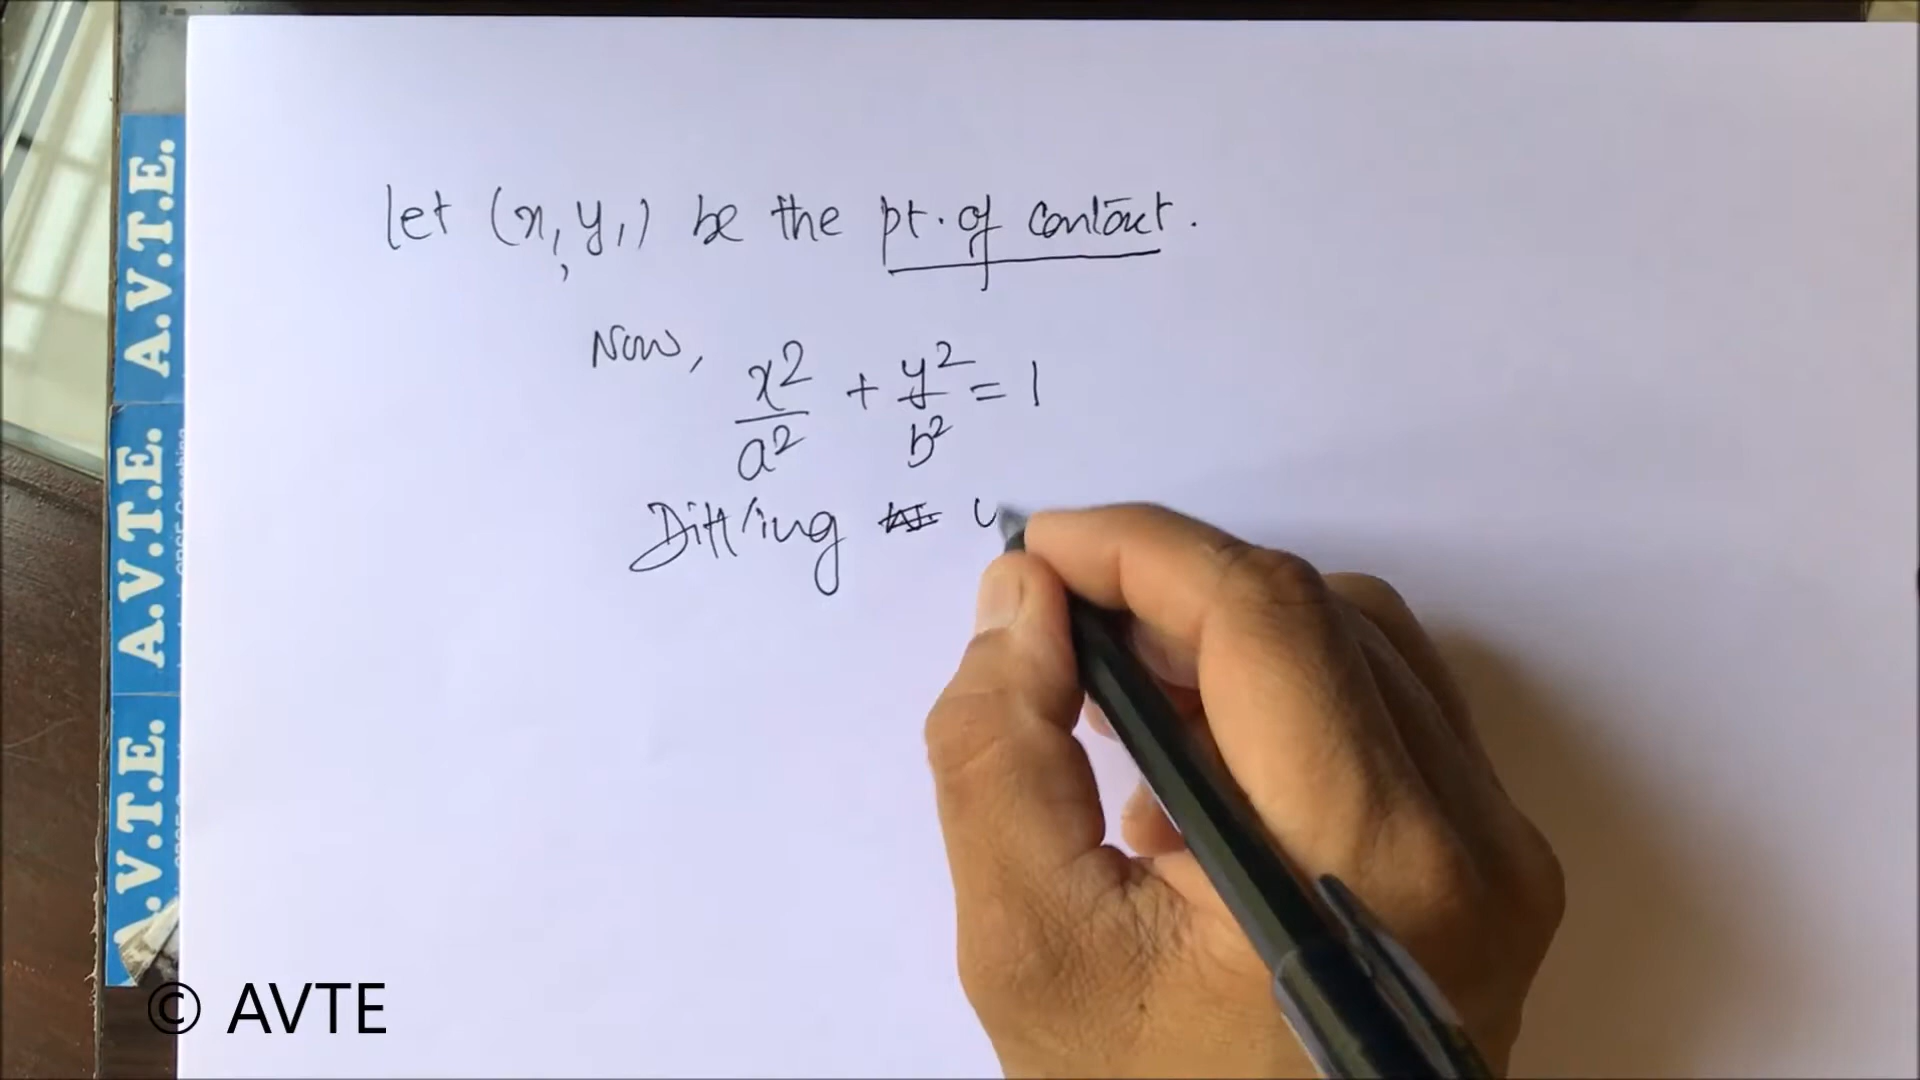 let (x₁, y₁) be the pt. of contact.
Now,
x²/a² + y²/b² = 1
Diff'ing
A.V.T.E.
A.V.T.E.
A.V.T.E.
© AVTE